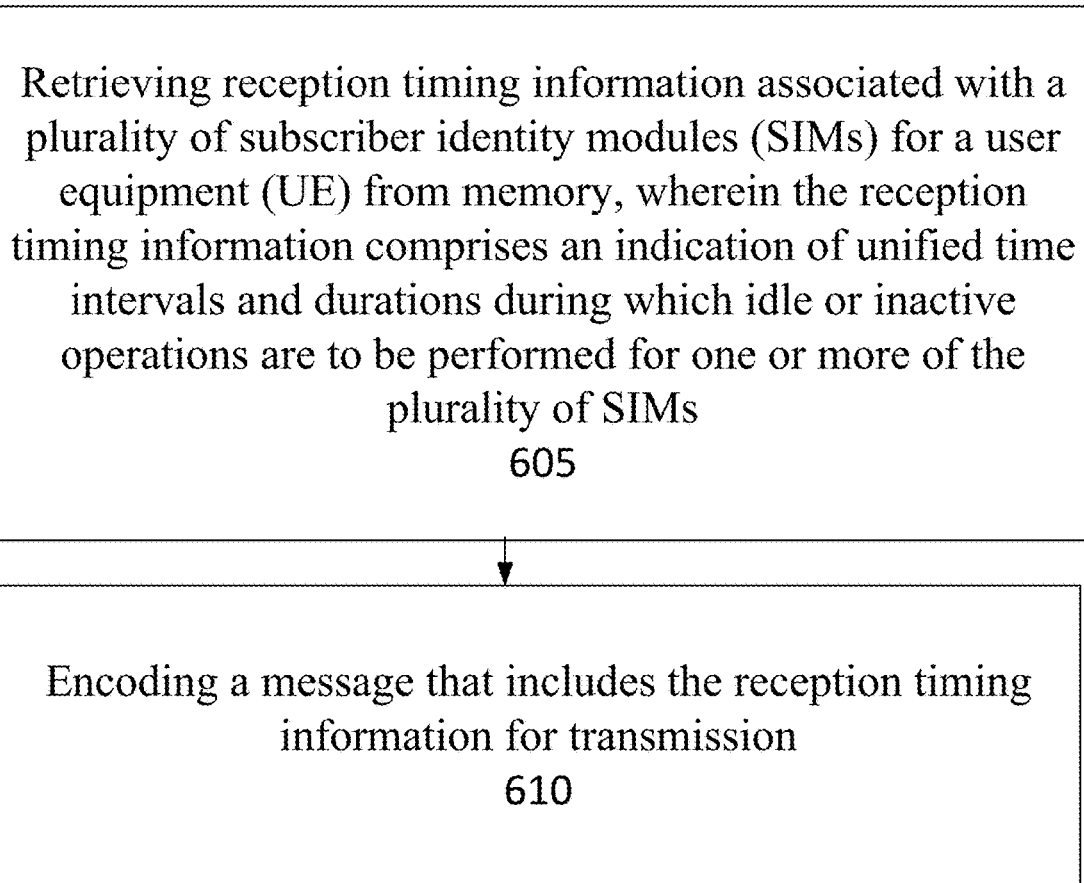 Retrieving reception timing information associated with a
plurality of subscriber identity modules (SIMs) for a user
equipment (UE) from memory, wherein the reception
timing information comprises an indication of unified time
intervals and durations during which idle or inactive
operations are to be performed for one or more of the
plurality of SIMs
605
Encoding a message that includes the reception timing
information for transmission
610